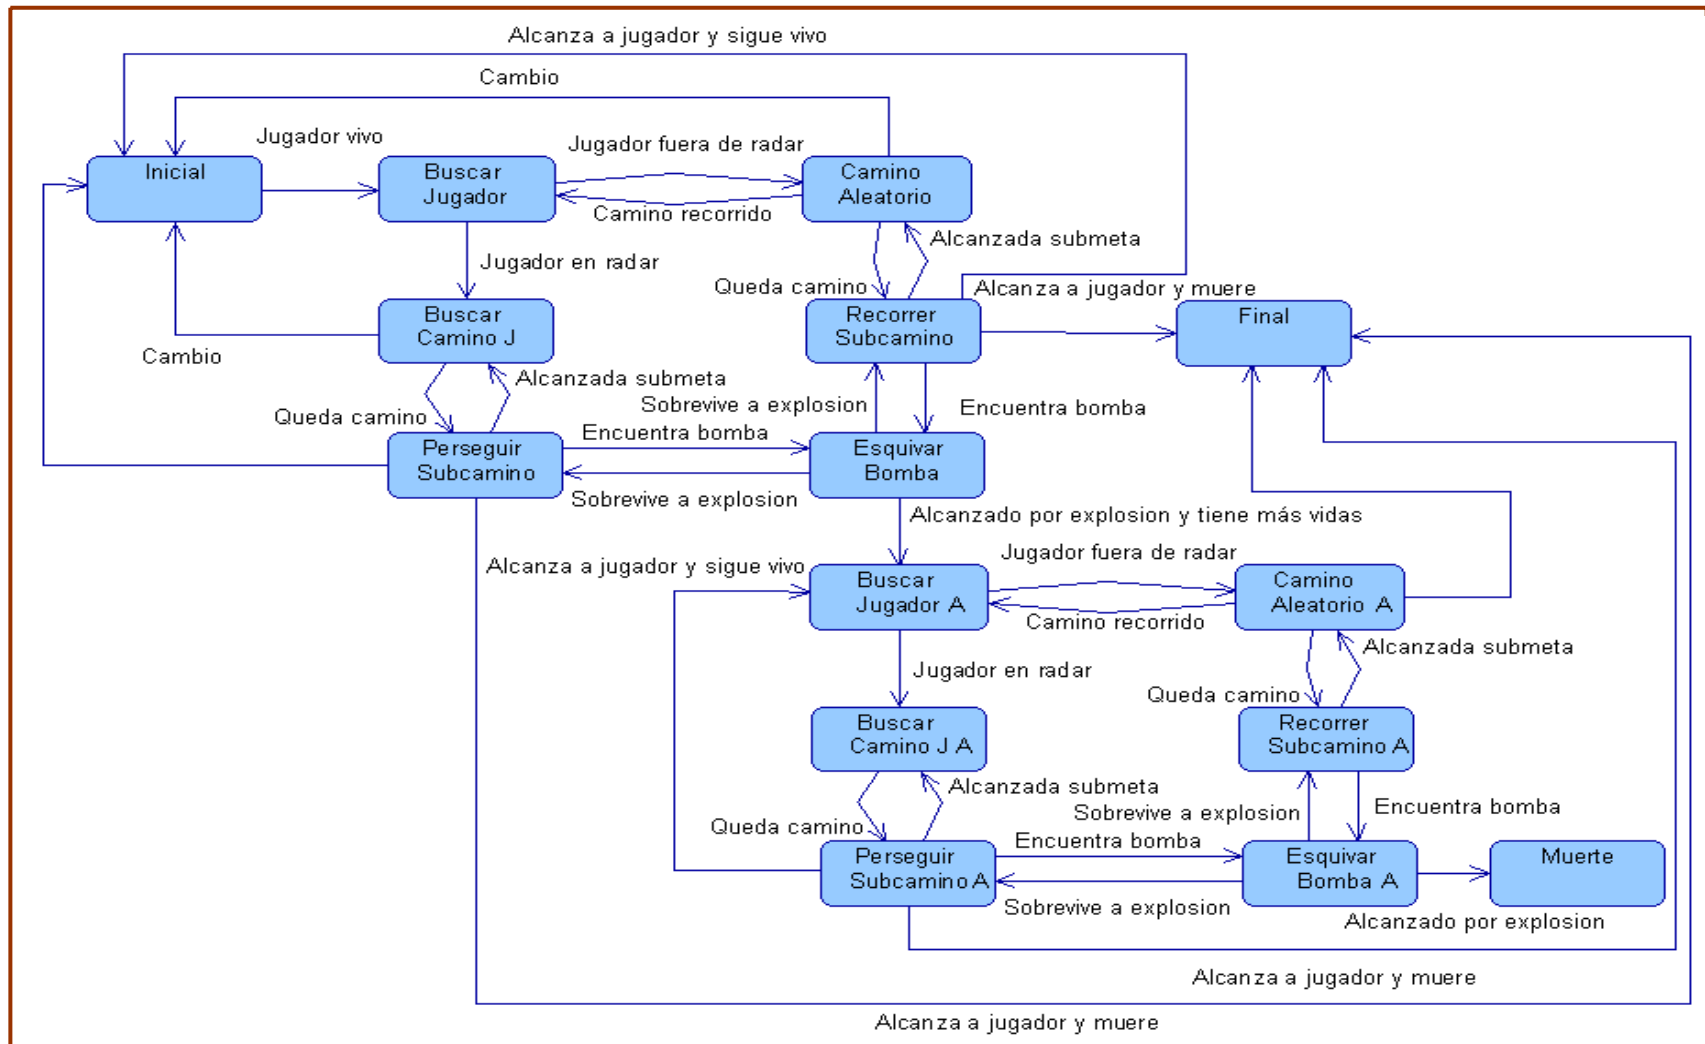 Alcanza a jugador y sigue vivo
Cambio
Jugador vivo
Jugador fuera de radar
Inicial
Buscar
Jugador
Camino
Aleatorio
Camino recorrido
Alcanzada submeta
Jugador en radar
Queda camino
Alcanza a jugador y muere
Buscar
Camino J
Recorrer
Subcamino
Final
Cambio
Alcanzada submeta
Queda camino
Sobrevive a explosion
Encuentra bomba
Encuentra bomba
Perseguir
Subcamino
Esquivar
Bomba
Sobrevive a explosion
Alcanzado por explosion y tiene más vidas
Alcanza a jugador y sigue vivo
Jugador fuera de radar
Buscar
Jugador A
Camino
Aleatorio A
Camino recorrido
Alcanzada submeta
Jugador en radar
Queda camino
Buscar
Camino J A
Recorrer
Subcamino A
Alcanzada submeta
Queda camino
Sobrevive a explosion
Encuentra bomba
Encuentra bomba
Perseguir
Subcamino A
Esquivar
Bomba A
Muerte
Sobrevive a explosion
Alcanzado por explosion
Alcanza a jugador y muere
Alcanza a jugador y muere